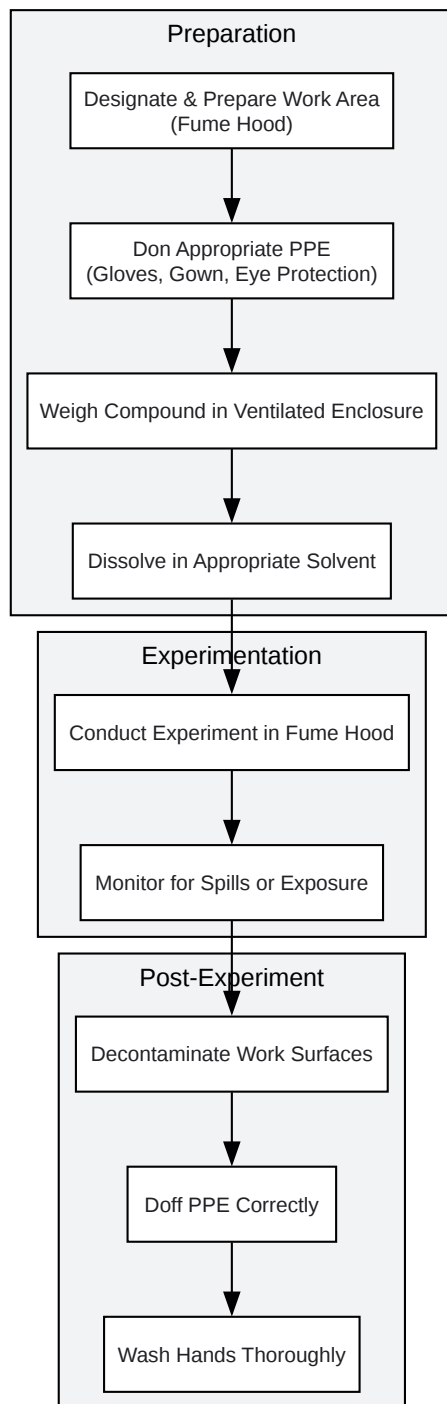 Preparation
Designate & Prepare Work Area
(Fume Hood)
Don Appropriate PPE
(Gloves, Gown, Eye Protection)
Weigh Compound in Ventilated Enclosure
Dissolve in Appropriate Solvent
Experimentation
Conduct Experiment in Fume Hood
Monitor for Spills or Exposure
Post-Experiment
Decontaminate Work Surfaces
Doff PPE Correctly
Wash Hands Thoroughly